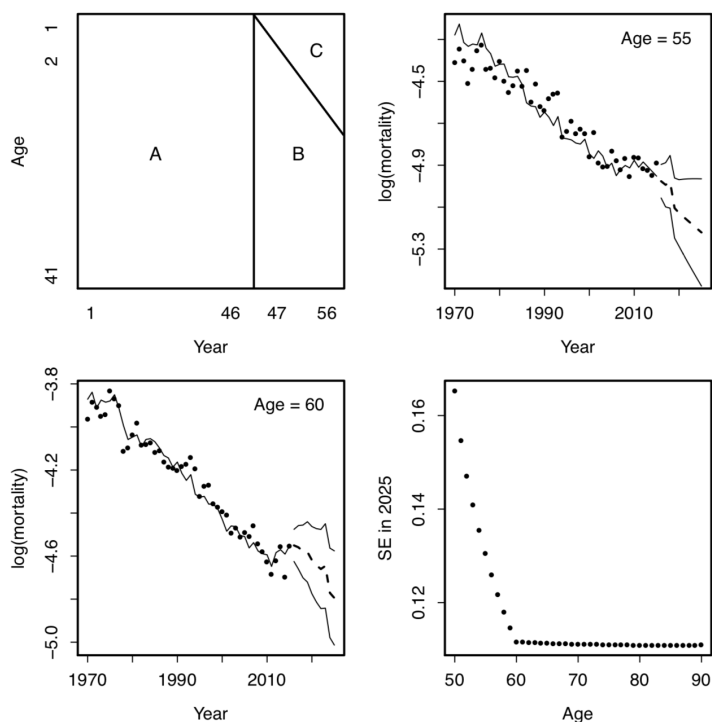 1
2
41
Age
A
B
C
1
46
47
56
Year
Age = 55
−4.5
−4.9
−5.3
log(mortality)
1970
1990
2010
Year
Age = 60
−3.8
−4.2
−4.6
−5.0
log(mortality)
1970
1990
2010
Year
0.16
0.14
0.12
SE in 2025
50
60
70
80
90
Age